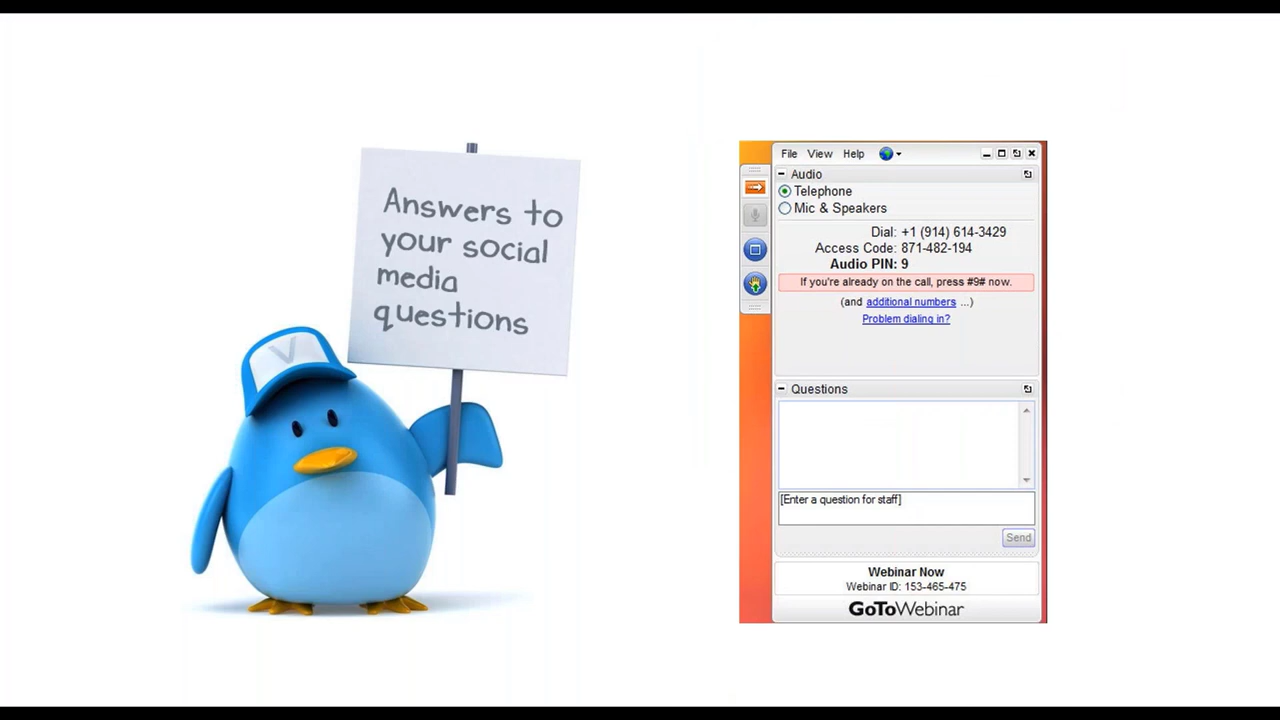 Answers to
your social
media
questions
V
File View Help
Audio
Telephone
Mic & Speakers
Dial: +1 (914) 614-3429
Access Code: 871-482-194
Audio PIN: 9
If you're already on the call, press #9# now.
(and additional numbers ...)
Problem dialing in?
Questions
[Enter a question for staff]
Send
Webinar Now
Webinar ID: 153-465-475
GoToWebinar